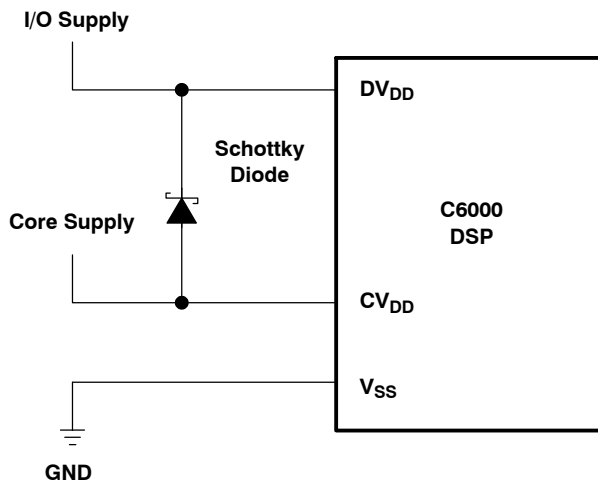 I/O Supply
DVDD
Schottky
Diode
C6000
DSP
Core Supply
CVDD
VSS
GND